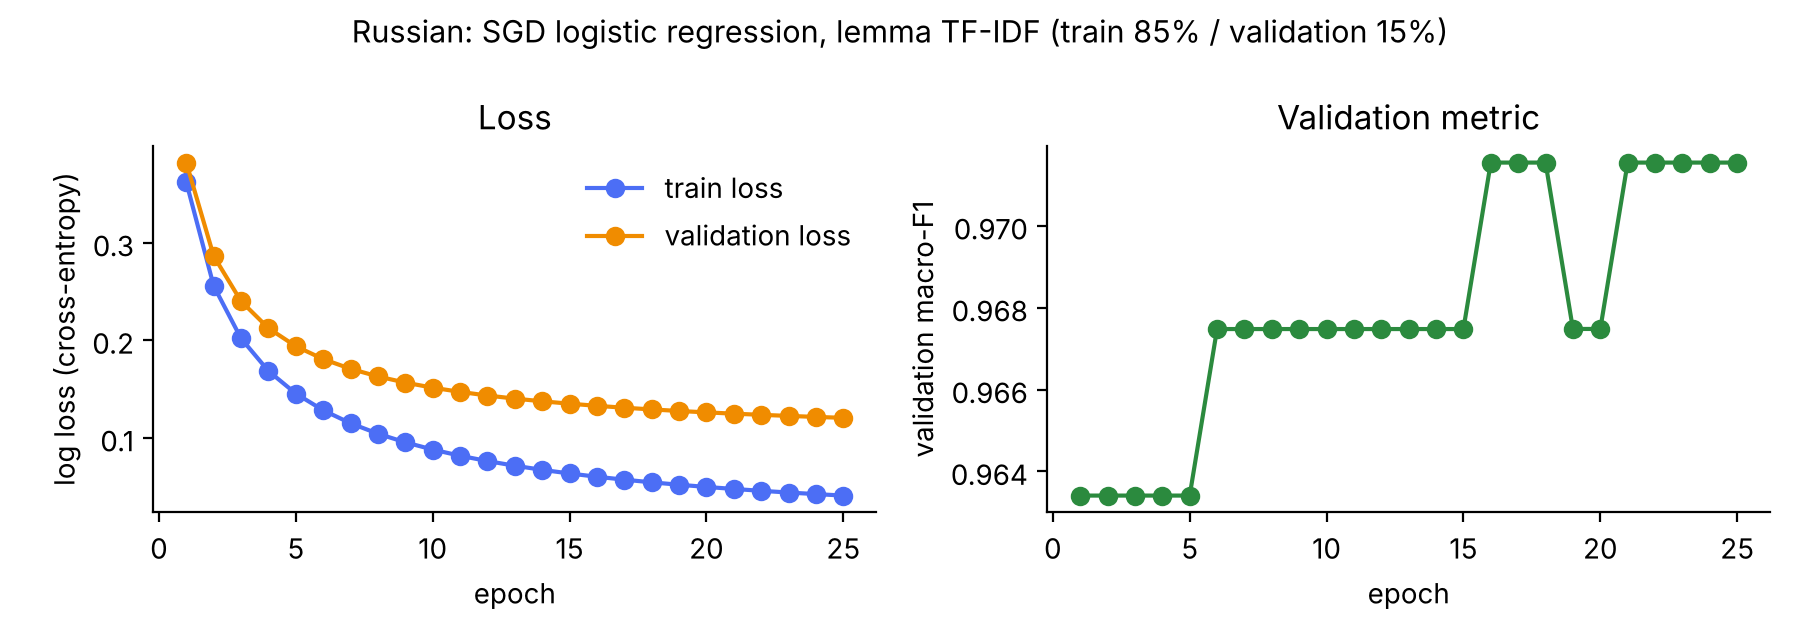 Russian: SGD logistic regression, lemma TF-IDF (train 85% / validation 15%)
Loss
log loss (cross-entropy)
0.3
0.2
0.1
train loss
validation loss
0 5 10 15 20 25
epoch
Validation metric
validation macro-F1
0.970
0.968
0.966
0.964
0 5 10 15 20 25
epoch